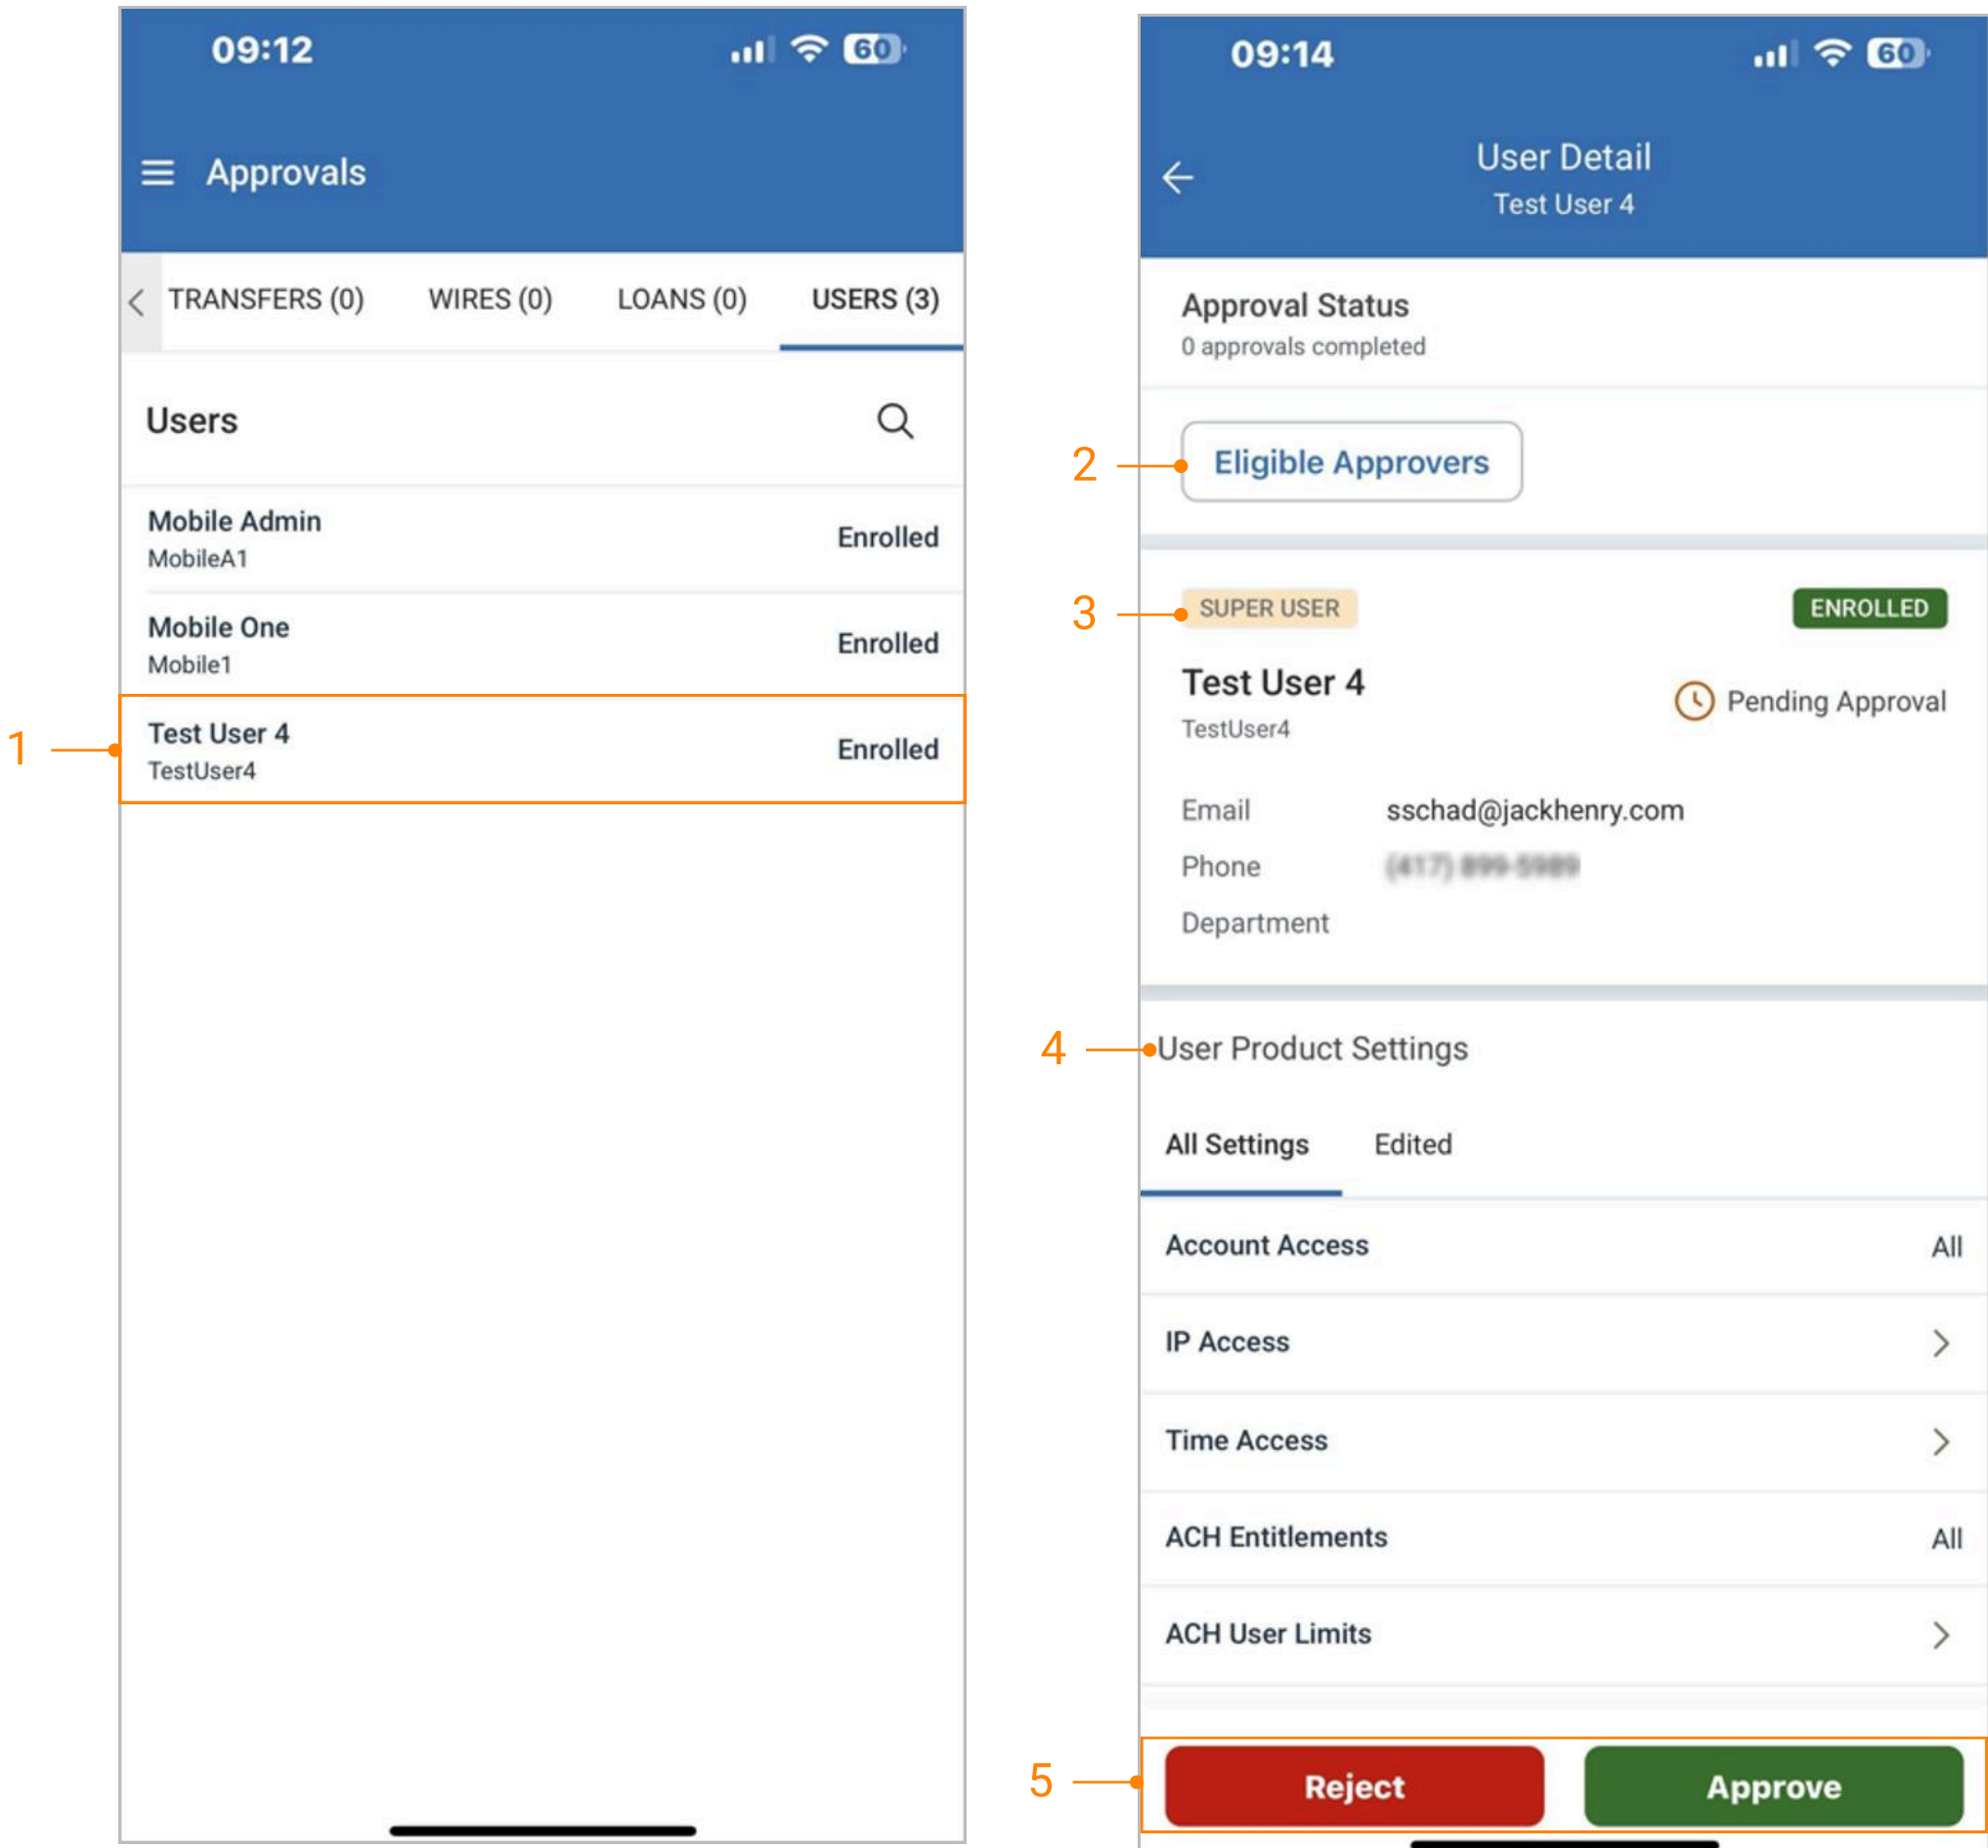 09:12
60
Approvals
TRANSFERS (0) WIRES (0) LOANS (0) USERS (3)
Users
Mobile Admin
MobileA1
Enrolled
Mobile One
Mobile1
Enrolled
1
Test User 4
TestUser4
Enrolled
09:14
60
User Detail
Test User 4
Approval Status
0 approvals completed
2
Eligible Approvers
3
SUPER USER
ENROLLED
Test User 4
TestUser4
Pending Approval
Email sschad@jackhenry.com
Phone
Department
4
User Product Settings
All Settings Edited
Account Access All
IP Access
Time Access
ACH Entitlements All
ACH User Limits
5
Reject Approve